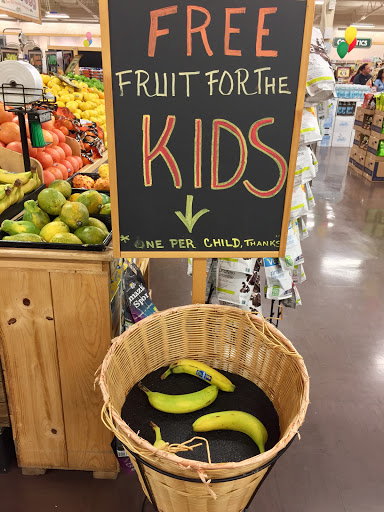 FREE
FRUIT FOR THE
KIDS
* ONE PER CHILD, THANKS